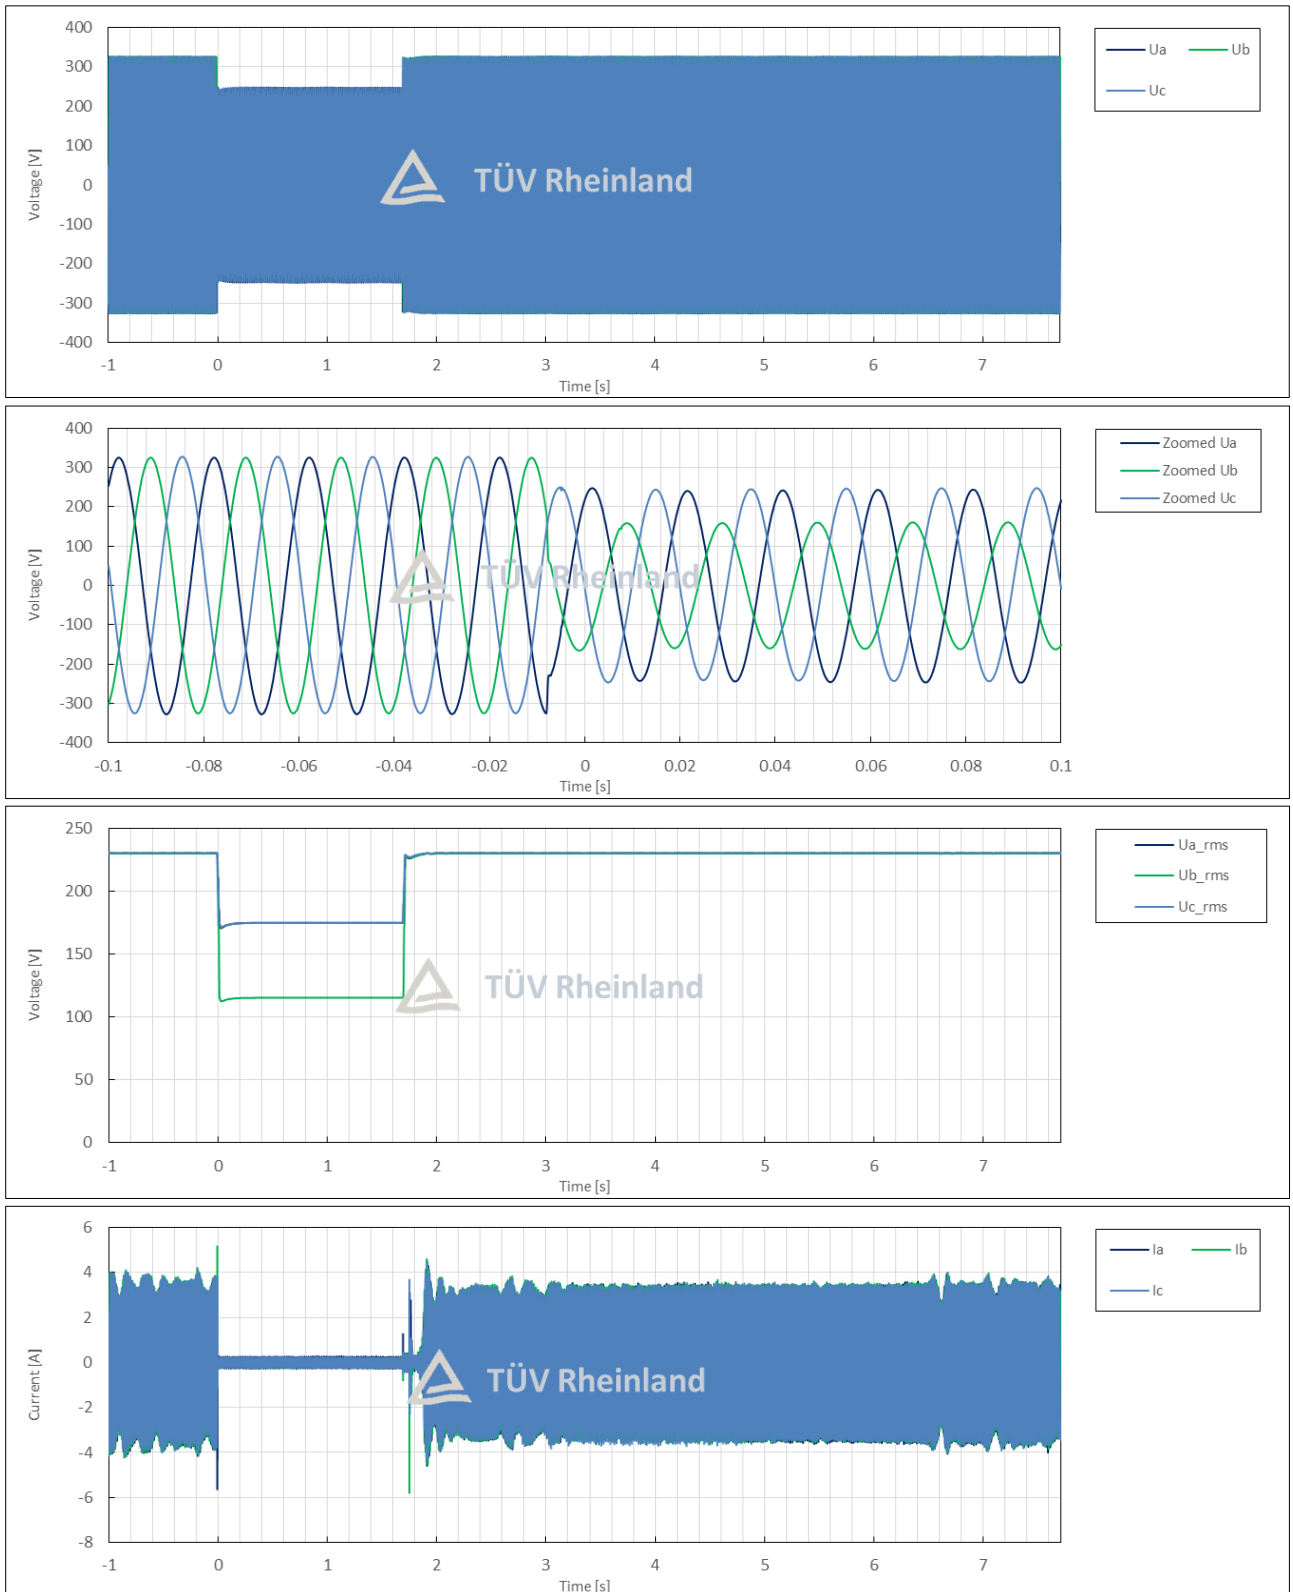 400
300
200
100
0
-100
-200
-300
-400
Voltage [V]
-1 0 1 2 3 4 5 6 7
Time [s]
Ua Ub
Uc
TÜV Rheinland
400
300
200
100
0
-100
-200
-300
-400
Voltage [V]
-0.1 -0.08 -0.06 -0.04 -0.02 0 0.02 0.04 0.06 0.08 0.1
Time [s]
Zoomed Ua
Zoomed Ub
Zoomed Uc
TÜV Rheinland
250
200
150
100
50
0
Voltage [V]
-1 0 1 2 3 4 5 6 7
Time [s]
Ua_rms
Ub_rms
Uc_rms
TÜV Rheinland
6
4
2
0
-2
-4
-6
-8
Current [A]
-1 0 1 2 3 4 5 6 7
Time [s]
Ia Ib
Ic
TÜV Rheinland